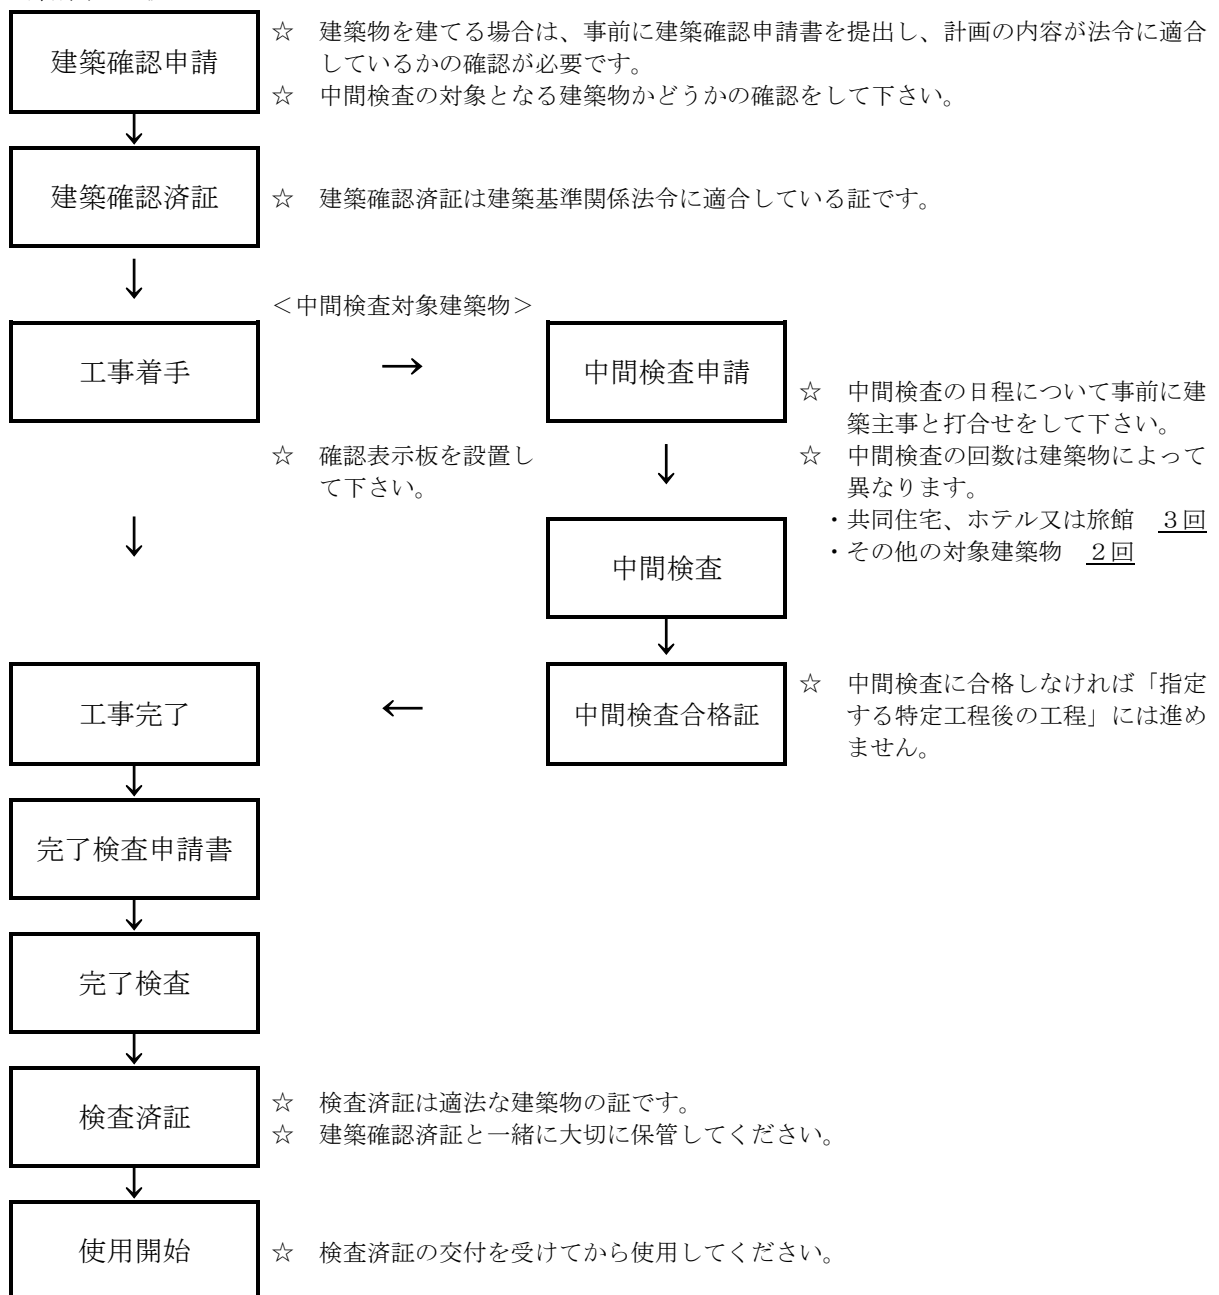 建築確認申請
☆ 建築物を建てる場合は、事前に建築確認申請書を提出し、計画の内容が法令に適合
しているかの確認が必要です。
☆ 中間検査の対象となる建築物かどうかの確認をして下さい。
↓
建築確認済証
☆ 建築確認済証は建築基準関係法令に適合している証です。
↓
＜中間検査対象建築物＞
工事着手
→
中間検査申請
☆ 中間検査の日程について事前に建
築主事と打合せをして下さい。
☆ 確認表示板を設置し
て下さい。
↓
☆ 中間検査の回数は建築物によって
異なります。
・共同住宅、ホテル又は旅館 ３回
・その他の対象建築物 ２回
↓
中間検査
↓
工事完了
←
中間検査合格証
☆ 中間検査に合格しなければ「指定
する特定工程後の工程」には進め
ません。
↓
完了検査申請書
↓
完了検査
↓
検査済証
☆ 検査済証は適法な建築物の証です。
☆ 建築確認済証と一緒に大切に保管してください。
↓
使用開始
☆ 検査済証の交付を受けてから使用してください。